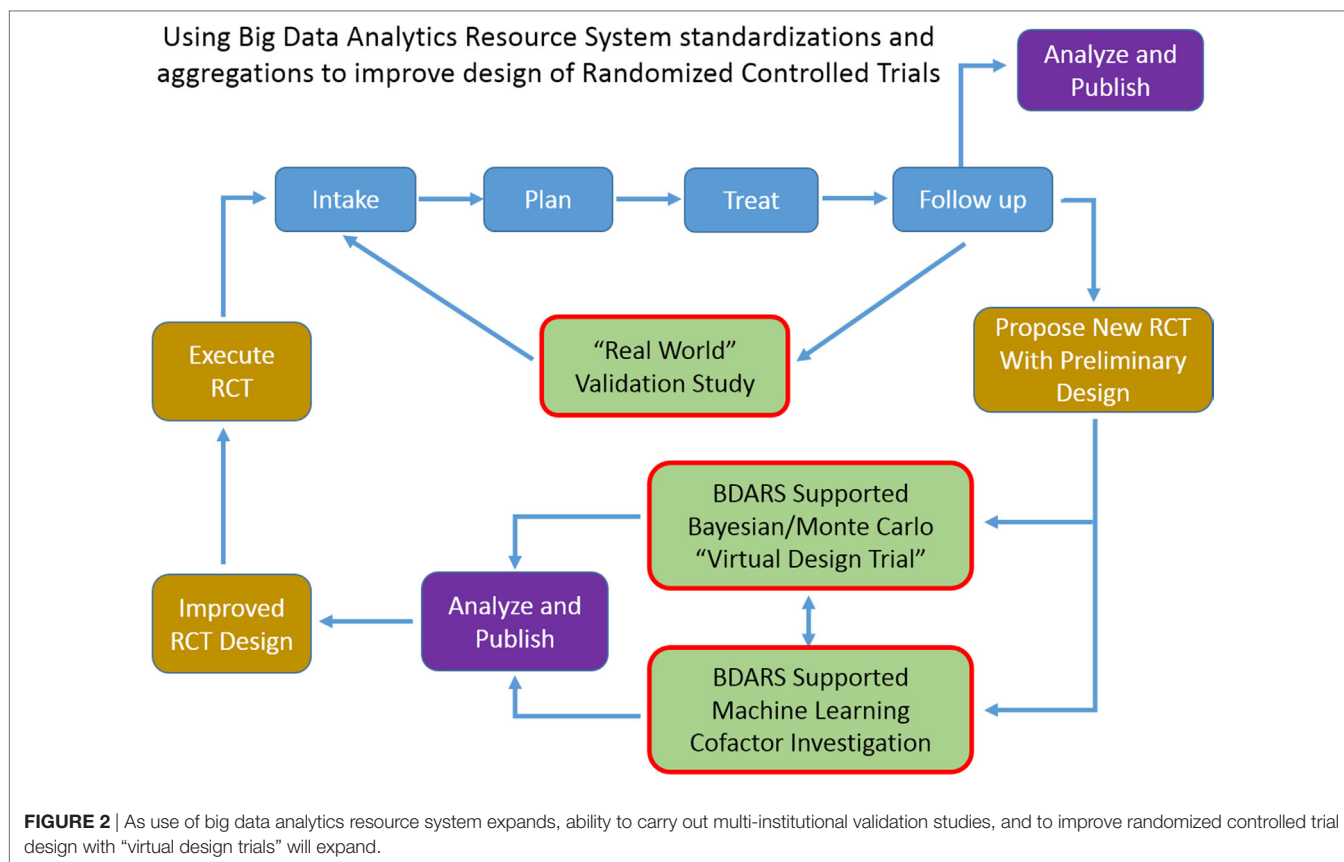 Using Big Data Analytics Resource System standardizations and
aggregations to improve design of Randomized Controlled Trials
Analyze and
Publish
Intake
Plan
Treat
Follow up
Execute
RCT
“Real World”
Validation Study
Propose New RCT
With Preliminary
Design
BDARS Supported
Bayesian/Monte Carlo
“Virtual Design Trial”
Improved
RCT Design
Analyze and
Publish
BDARS Supported
Machine Learning
Cofactor Investigation
FIGURE 2 | As use of big data analytics resource system expands, ability to carry out multi-institutional validation studies, and to improve randomized controlled trial
design with “virtual design trials” will expand.